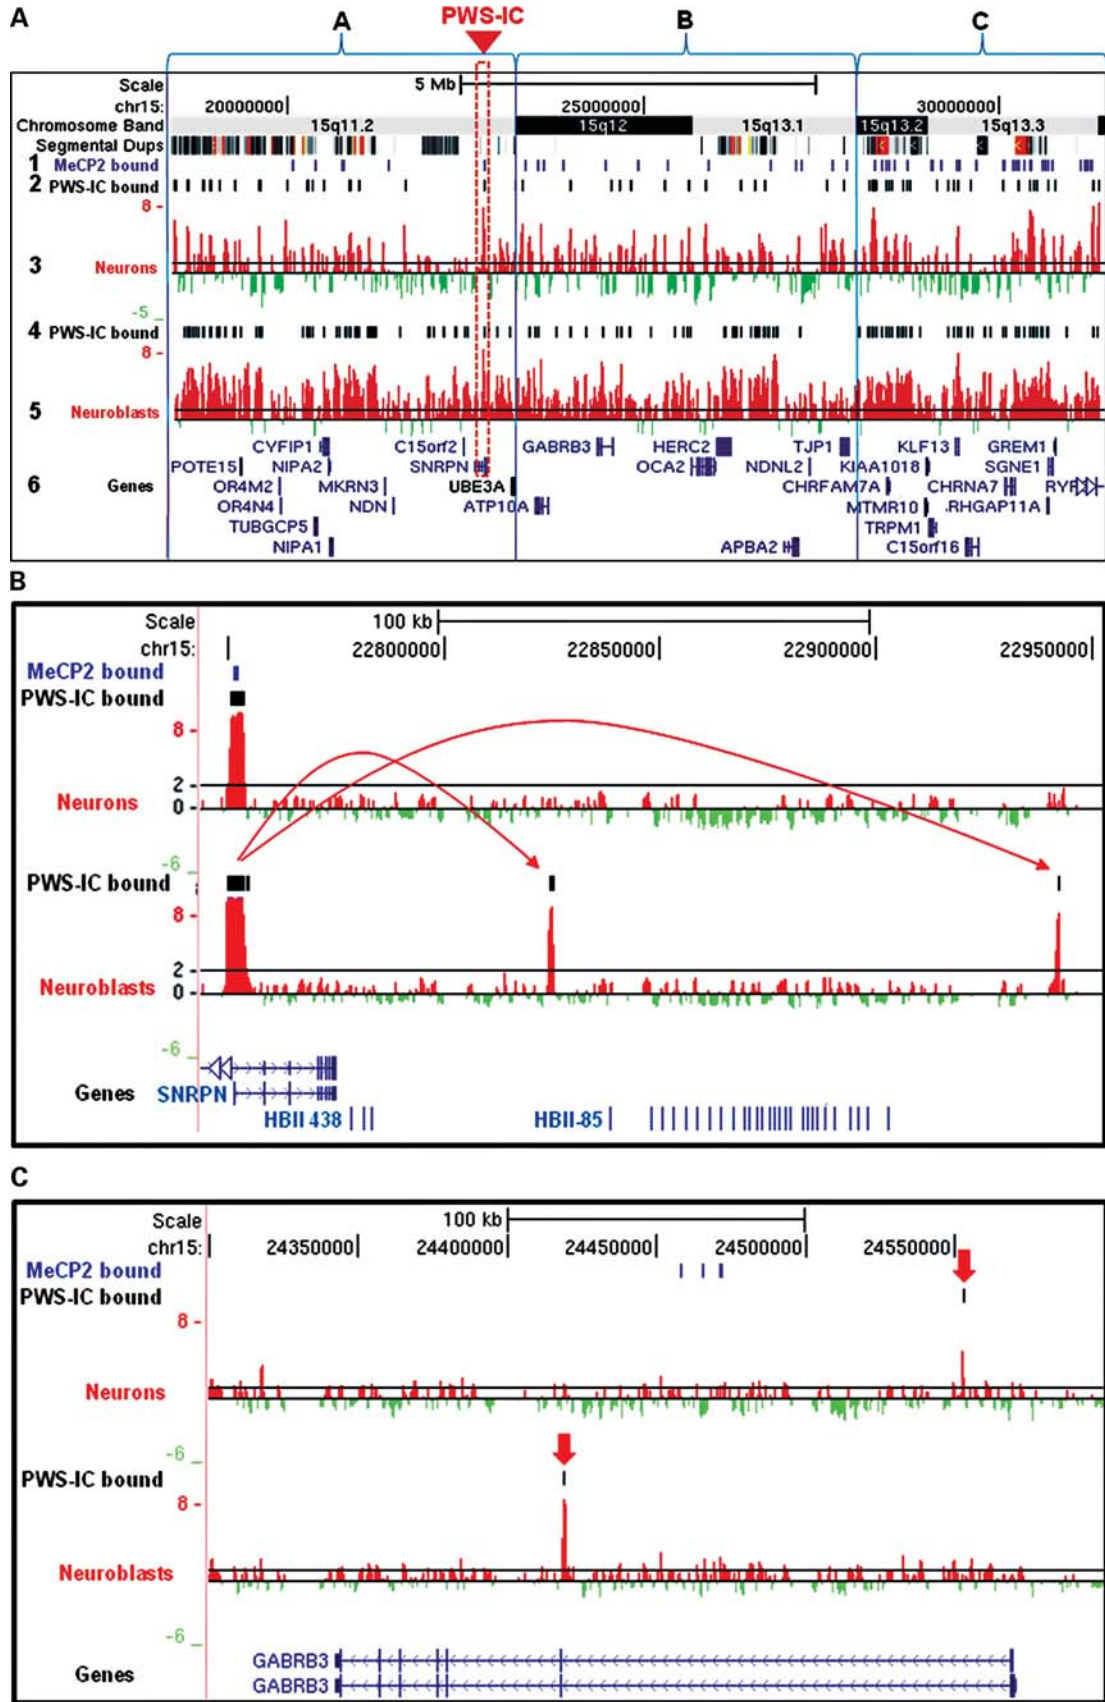 A
PWS-IC
A B C
Scale 5 Mb
chr15: 20000000 25000000 30000000
Chromosome Band 15q11.2 15q12 15q13.1 15q13.2 15q13.3
Segmental Dups
1 MeCP2 bound
2 PWS-IC bound
8 -
3 Neurons
-5 _
4 PWS-IC bound
8 -
5 Neuroblasts
CYFIP1 C15orf2 GABRB3 HERC2 TJP1 KLF13 GREM1
POTE15 NIPA2 SNRPN OCA2 NDNL2 KIAA1018 SGNE1
6 Genes OR4M2 MKRN3 UBE3A CHRFAM7A CHRNA7 RYR
OR4N4 NDN ATP10A MTMR10 .RHGAP11A
TUBGCP5 TRPM1
NIPA1 APBA2 C15orf16
B
Scale 100 kb
chr15: 22800000 22850000 22900000 22950000
MeCP2 bound
PWS-IC bound
8 -
2 -
Neurons 0 -
-6 _
PWS-IC bound
8 -
2 -
Neuroblasts 0 -
-6 _
Genes SNRPN
HBII 438 HBII-85
C
Scale 100 kb
chr15: 24350000 24400000 24450000 24500000 24550000
MeCP2 bound
PWS-IC bound
8 -
Neurons
-6 _
PWS-IC bound
8 -
Neuroblasts
-6 _
GABRB3
Genes
GABRB3